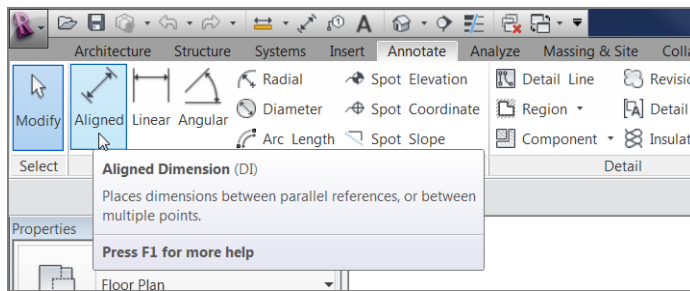 Architecture Structure Systems Insert Annotate Analyze Massing & Site Colla
Radial Spot Elevation Detail Line Revisio
Modify Aligned Linear Angular Diameter Spot Coordinate Region Detail
Arc Length Spot Slope Component Insulat
Select Detail
Aligned Dimension (DI)
Places dimensions between parallel references, or between
multiple points.
Properties
Press F1 for more help
Floor Plan